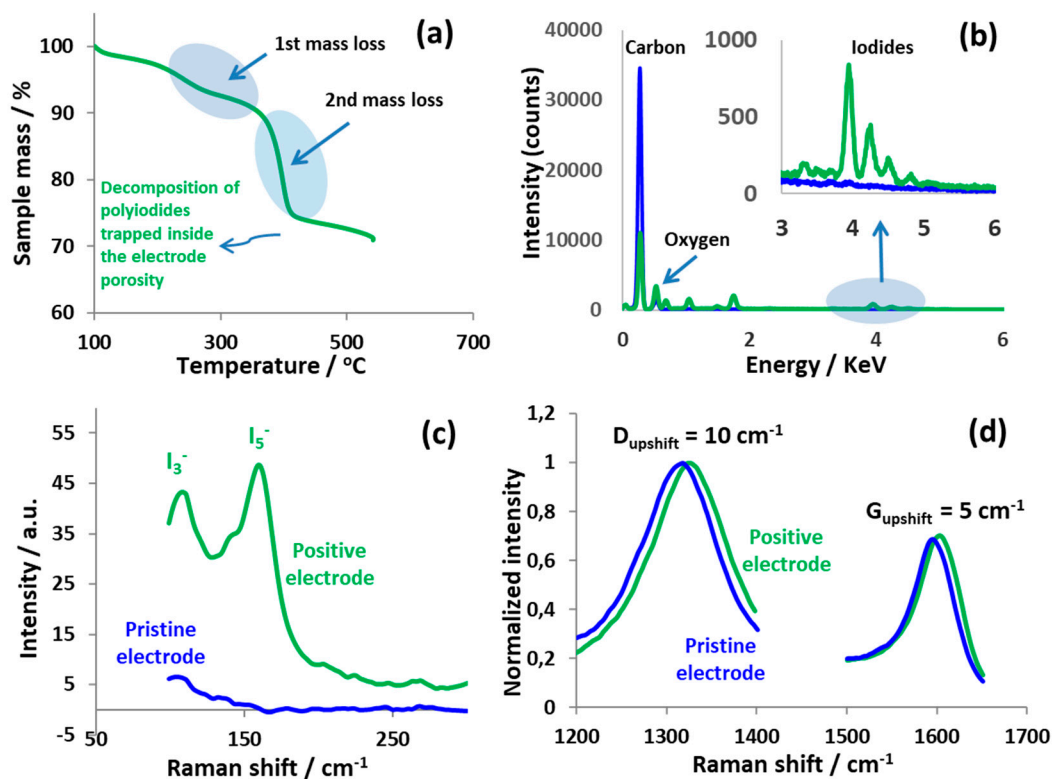 (a)
100
90
80
70
60
Sample mass / %
1st mass loss
2nd mass loss
Decomposition of
polyiodides
trapped inside
the electrode
porosity
100
300
500
700
Temperature / °C
(b)
Carbon
40000
30000
20000
10000
0
Intensity (counts)
Oxygen
0
2
4
6
Energy / KeV
1000
500
0
Iodides
3
4
5
6
(c)
55
45
35
25
15
5
-5
Intensity / a.u.
I₃⁻
I₅⁻
Positive
electrode
Pristine
electrode
50
150
250
Raman shift / cm⁻¹
(d)
1,2
1
0,8
0,6
0,4
0,2
0
Normalized intensity
D upshift = 10 cm⁻¹
G upshift = 5 cm⁻¹
Positive
electrode
Pristine
electrode
1200
1300
1400
1500
1600
1700
Raman shift / cm⁻¹